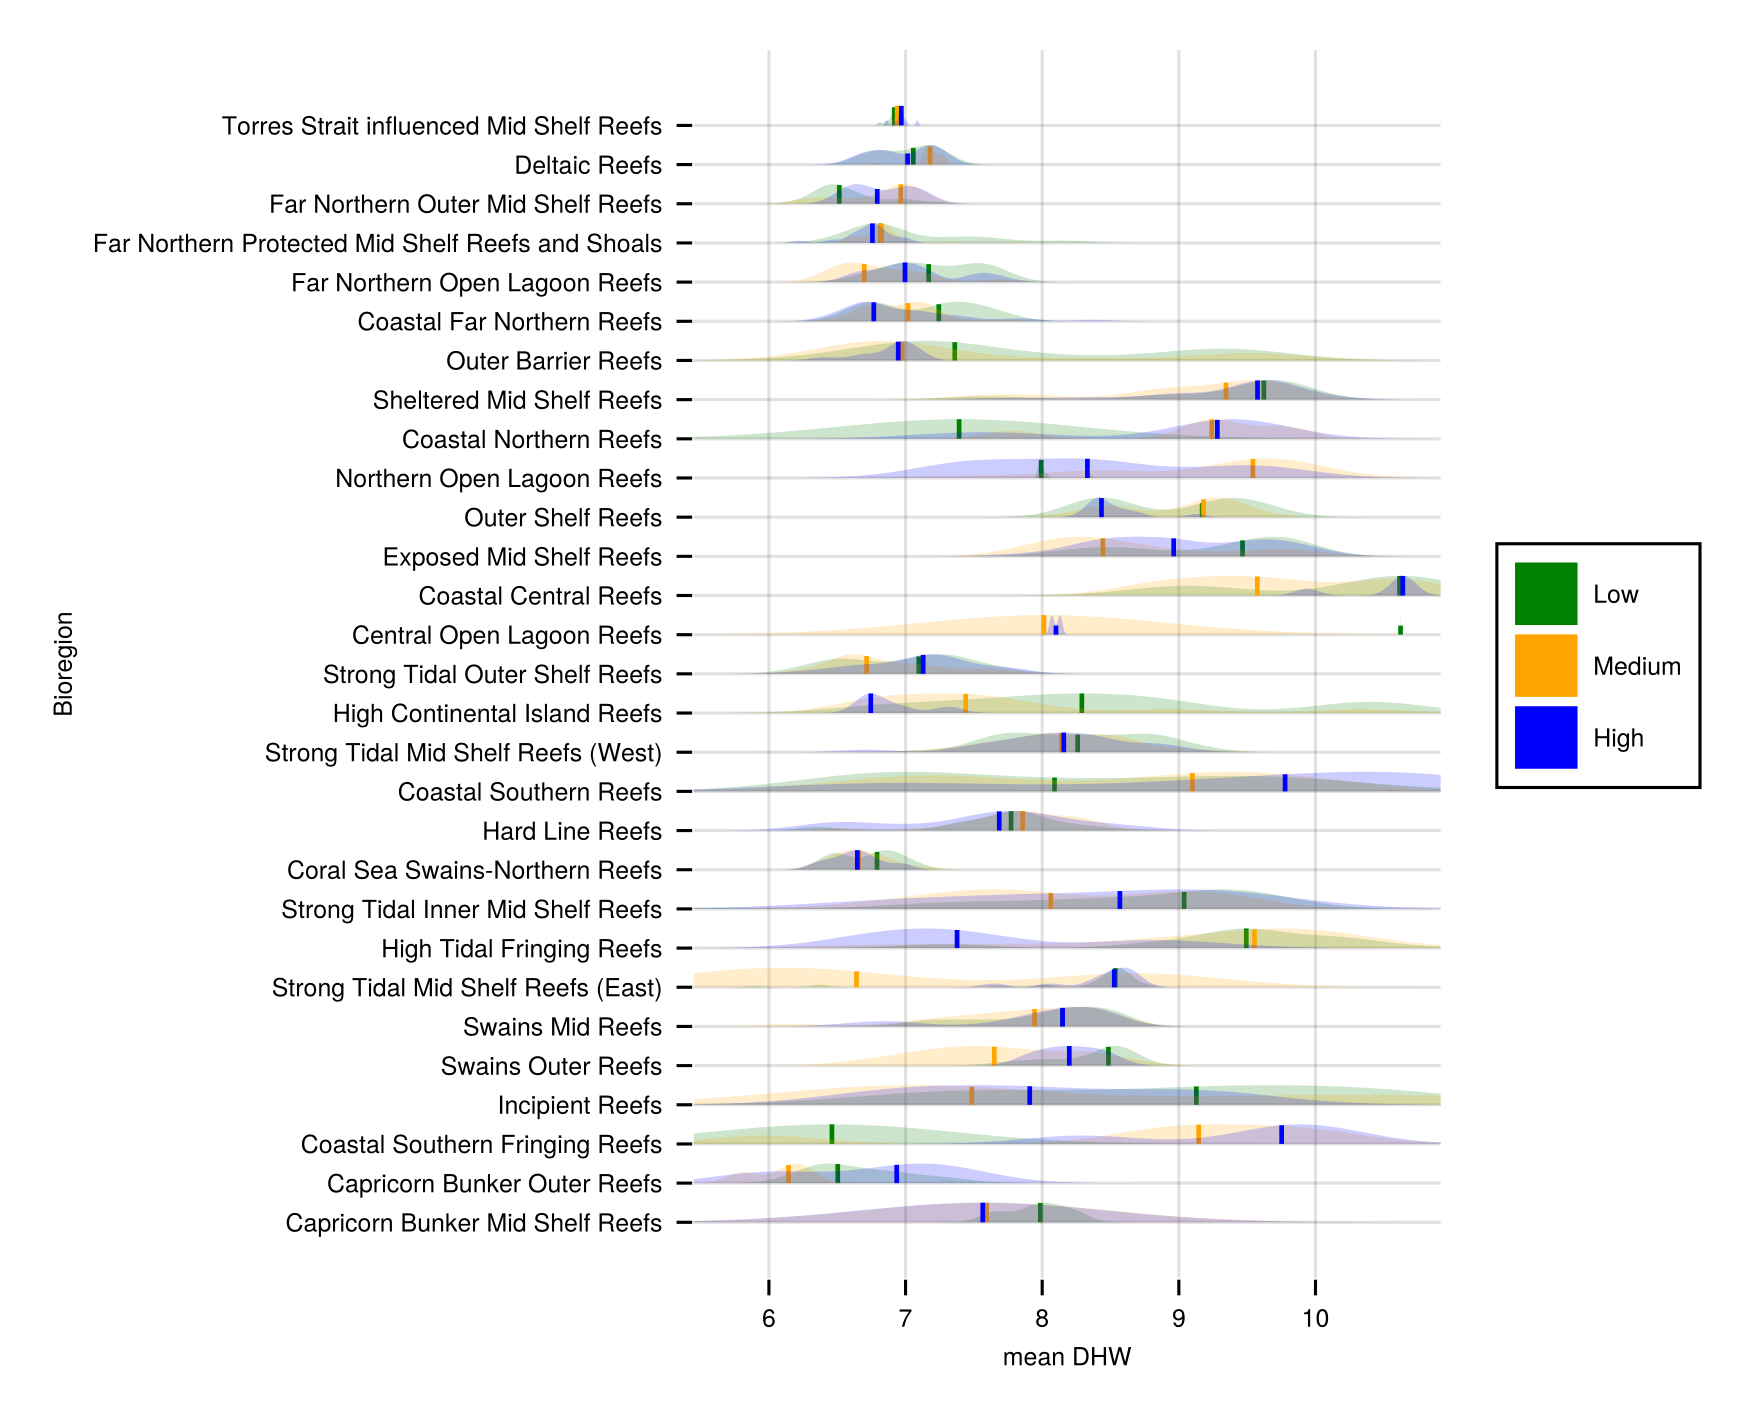 Torres Strait influenced Mid Shelf Reefs
Deltaic Reefs
Far Northern Outer Mid Shelf Reefs
Far Northern Protected Mid Shelf Reefs and Shoals
Far Northern Open Lagoon Reefs
Coastal Far Northern Reefs
Outer Barrier Reefs
Sheltered Mid Shelf Reefs
Coastal Northern Reefs
Northern Open Lagoon Reefs
Outer Shelf Reefs
Exposed Mid Shelf Reefs
Coastal Central Reefs
Central Open Lagoon Reefs
Strong Tidal Outer Shelf Reefs
High Continental Island Reefs
Strong Tidal Mid Shelf Reefs (West)
Coastal Southern Reefs
Hard Line Reefs
Coral Sea Swains-Northern Reefs
Strong Tidal Inner Mid Shelf Reefs
High Tidal Fringing Reefs
Strong Tidal Mid Shelf Reefs (East)
Swains Mid Reefs
Swains Outer Reefs
Incipient Reefs
Coastal Southern Fringing Reefs
Capricorn Bunker Outer Reefs
Capricorn Bunker Mid Shelf Reefs
Bioregion
6 7 8 9 10
mean DHW
Low
Medium
High